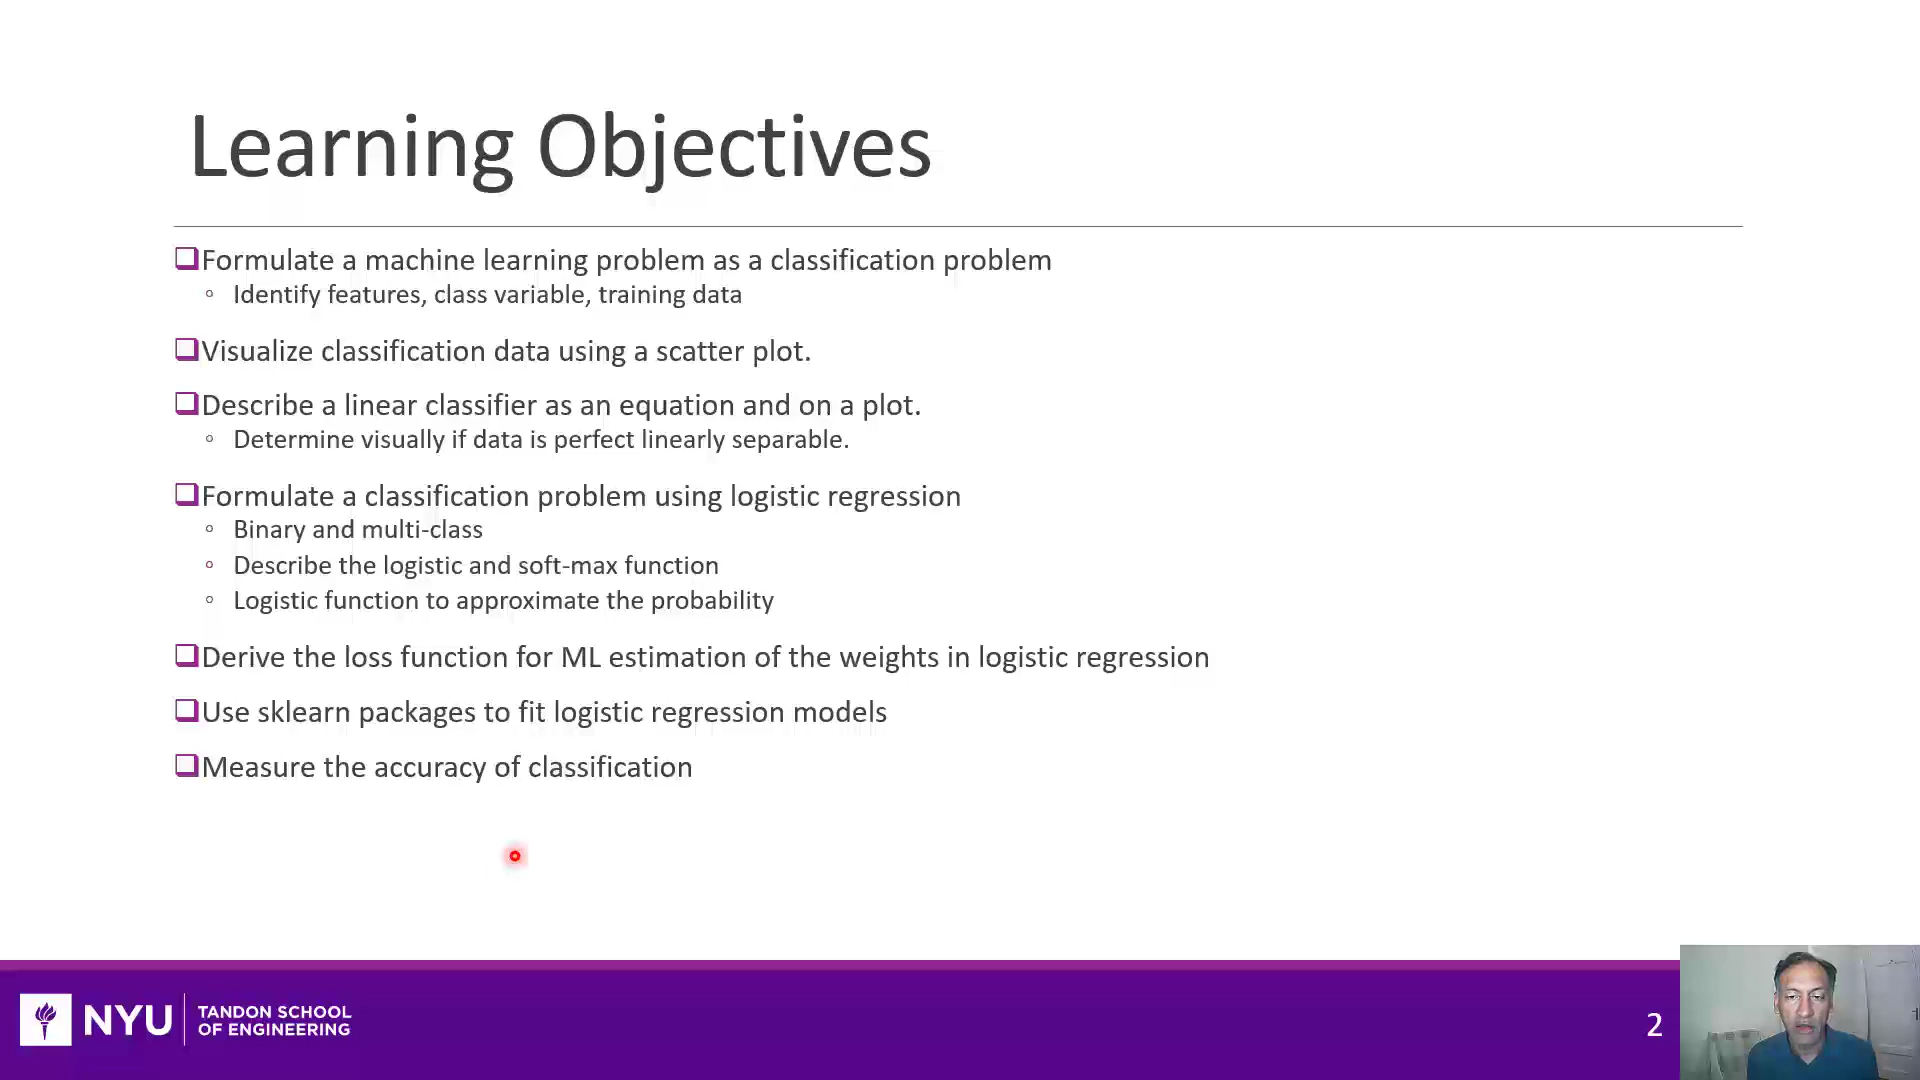 Learning Objectives
❑Formulate a machine learning problem as a classification problem
◦ Identify features, class variable, training data
❑Visualize classification data using a scatter plot.
❑Describe a linear classifier as an equation and on a plot.
◦ Determine visually if data is perfect linearly separable.
❑Formulate a classification problem using logistic regression
◦ Binary and multi-class
◦ Describe the logistic and soft-max function
◦ Logistic function to approximate the probability
❑Derive the loss function for ML estimation of the weights in logistic regression
❑Use sklearn packages to fit logistic regression models
❑Measure the accuracy of classification
NYU
TANDON SCHOOL
OF ENGINEERING
2